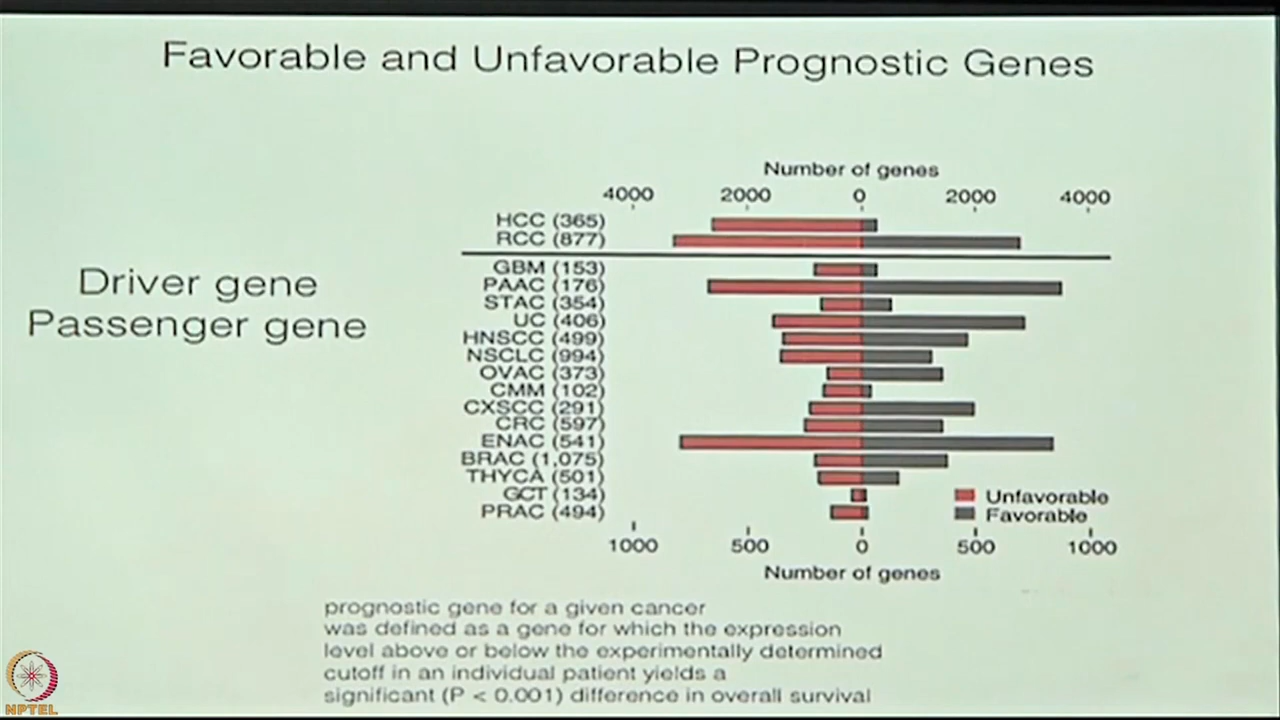 Favorable and Unfavorable Prognostic Genes
Driver gene
Passenger gene
Number of genes
4000 2000 0 2000 4000
HCC (365)
RCC (877)
GBM (153)
PAAC (176)
STAC (354)
UC (406)
HNSCC (499)
NSCLC (994)
OVAC (373)
CMM (102)
CXSCC (291)
CRC (597)
ENAC (541)
BRAC (1,075)
THYCA (501)
GCT (134)
PRAC (494)
Unfavorable
Favorable
1000 500 0 500 1000
Number of genes
prognostic gene for a given cancer
was defined as a gene for which the expression
level above or below the experimentally determined
cutoff in an individual patient yields a
significant (P < 0.001) difference in overall survival
NPTEL